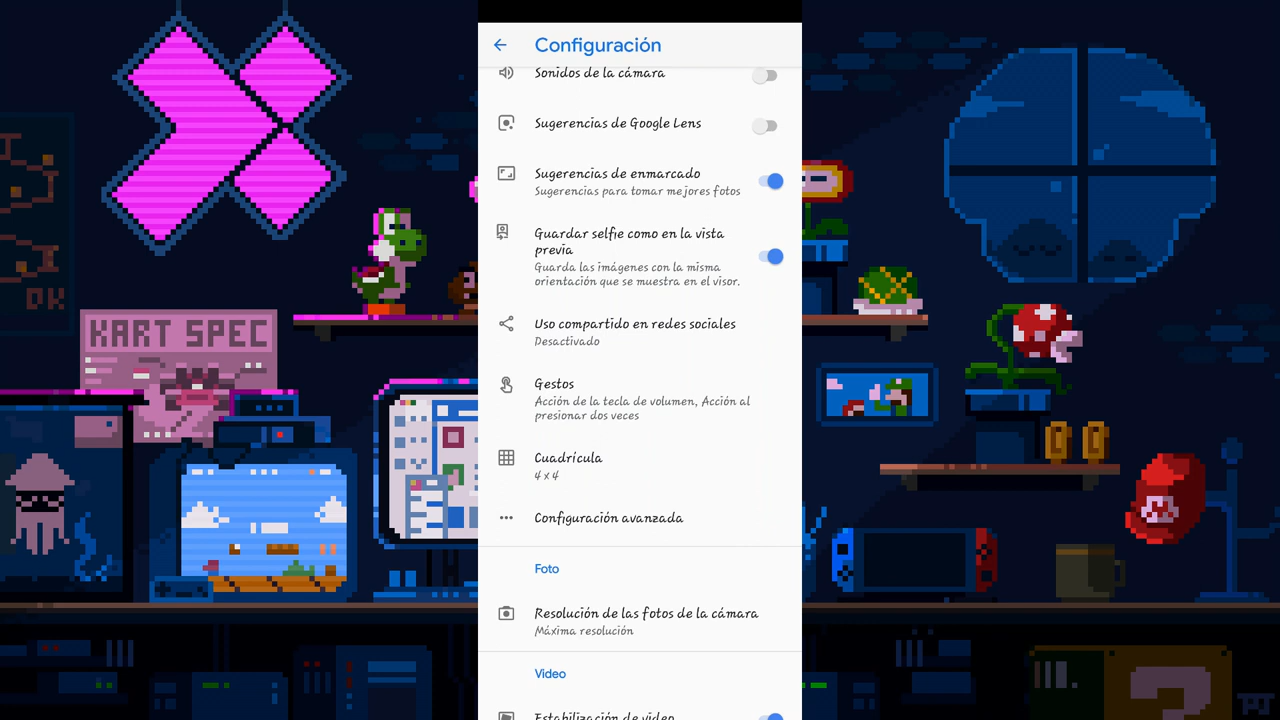 Configuración
Sonidos de la cámara
Sugerencias de Google Lens
Sugerencias de enmarcado
Sugerencias para tomar mejores fotos
Guardar selfie como en la vista
previa
Guarda las imágenes con la misma
orientación que se muestra en el visor.
Uso compartido en redes sociales
Desactivado
Gestos
Acción de la tecla de volumen, Acción al
presionar dos veces
Cuadrícula
4 x 4
Configuración avanzada
Foto
Resolución de las fotos de la cámara
Máxima resolución
Video
Estabilización de video
DK
KART SPEC